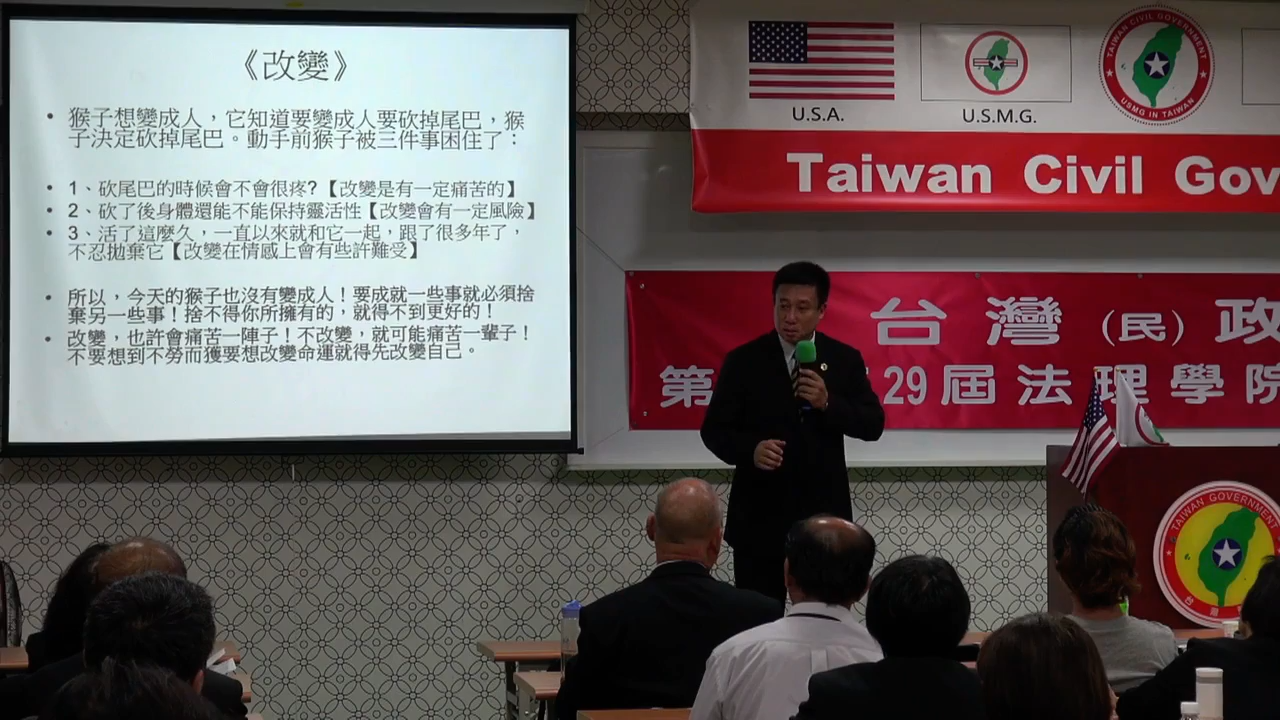 《改變》
• 猴子想變成人，它知道要變成人要砍掉尾巴，猴
子決定砍掉尾巴。動手前猴子被三件事困住了：
• 1、砍尾巴的時候會不會很疼?【改變是有一定痛苦的】
• 2、砍了後身體還能不能保持靈活性【改變會有一定風險】
• 3、活了這麼久，一直以來就和它一起，跟了很多年了，
不忍拋棄它【改變在情感上會有些許難受】
• 所以，今天的猴子也沒有變成人！要成就一些事就必須捨
棄另一些事！捨不得你所擁有的，就得不到更好的！
• 改變，也許會痛苦一陣子！不改變，就可能痛苦一輩子！
不要想到不勞而獲要想改變命運就得先改變自己。
U.S.A.
U.S.M.G.
TAIWAN CIVIL GOVERNMENT
USMG IN TAIWAN
Taiwan Civil Gov
台灣（民）政
第 29 屆法理學院
TAIWAN GOVERNMENT
台灣